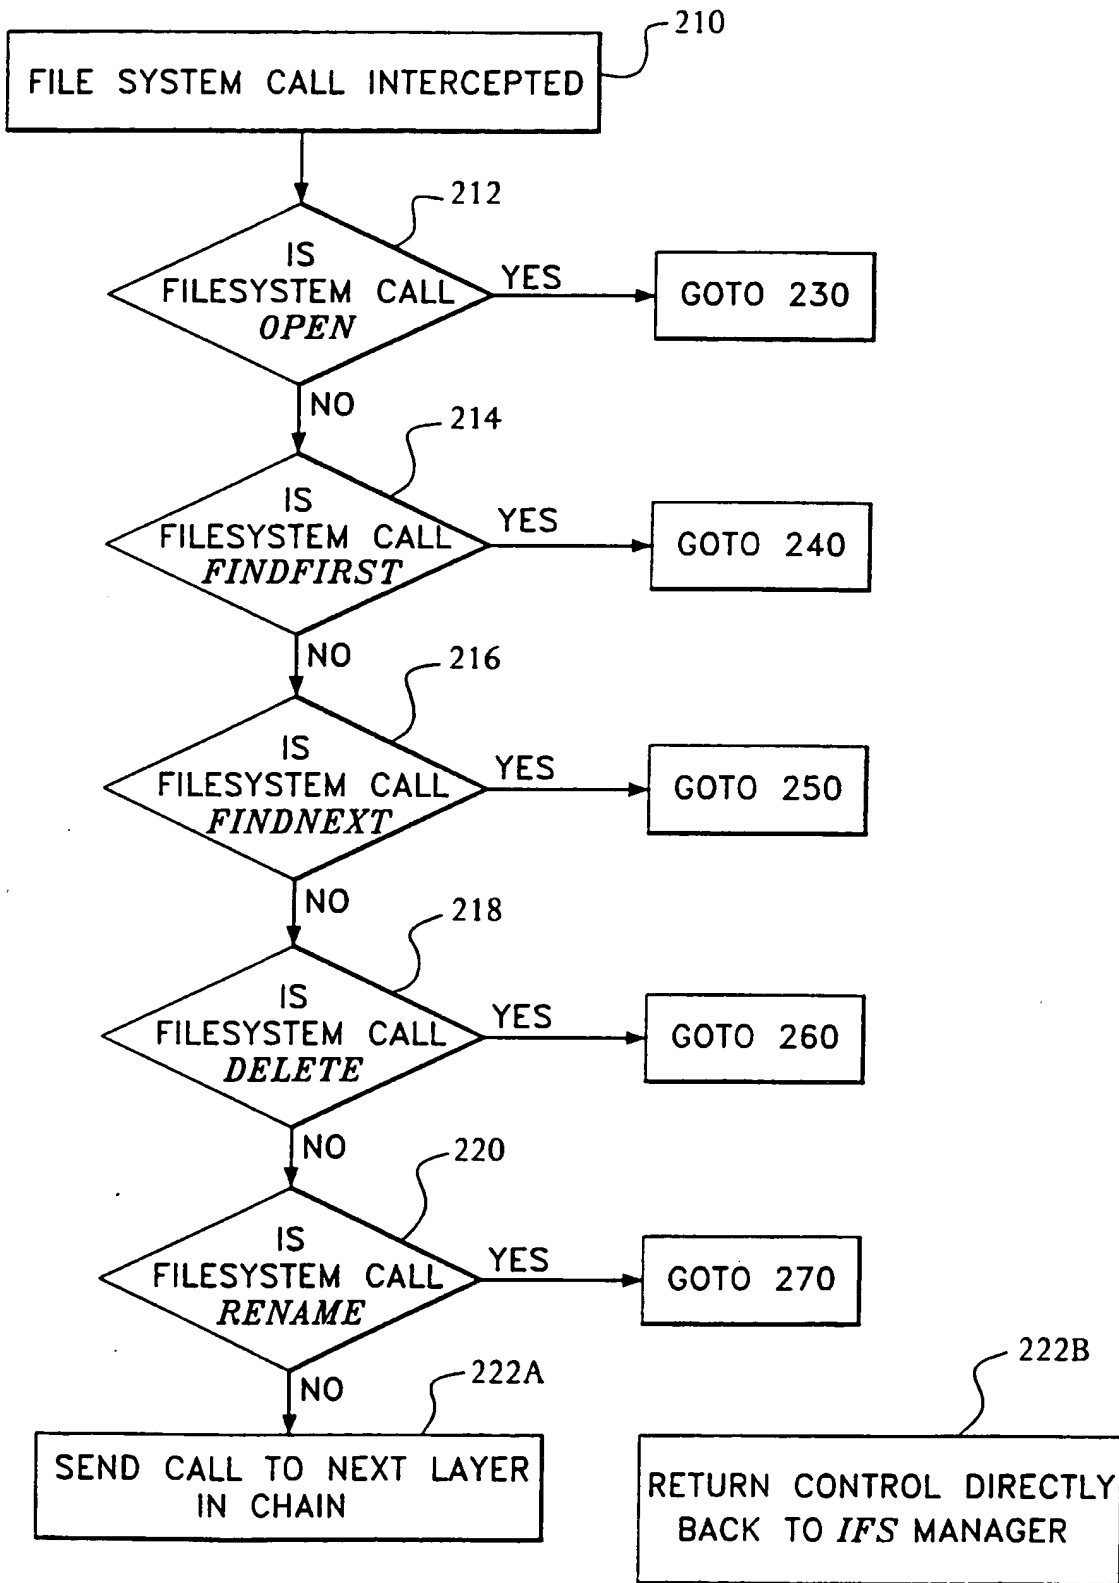 210
FILE SYSTEM CALL INTERCEPTED
212
IS
FILESYSTEM CALL
OPEN
YES
GOTO 230
NO
214
IS
FILESYSTEM CALL
FINDFIRST
YES
GOTO 240
NO
216
IS
FILESYSTEM CALL
FINDNEXT
YES
GOTO 250
NO
218
IS
FILESYSTEM CALL
DELETE
YES
GOTO 260
NO
220
IS
FILESYSTEM CALL
RENAME
YES
GOTO 270
NO
222A
SEND CALL TO NEXT LAYER
IN CHAIN
222B
RETURN CONTROL DIRECTLY
BACK TO IFS MANAGER